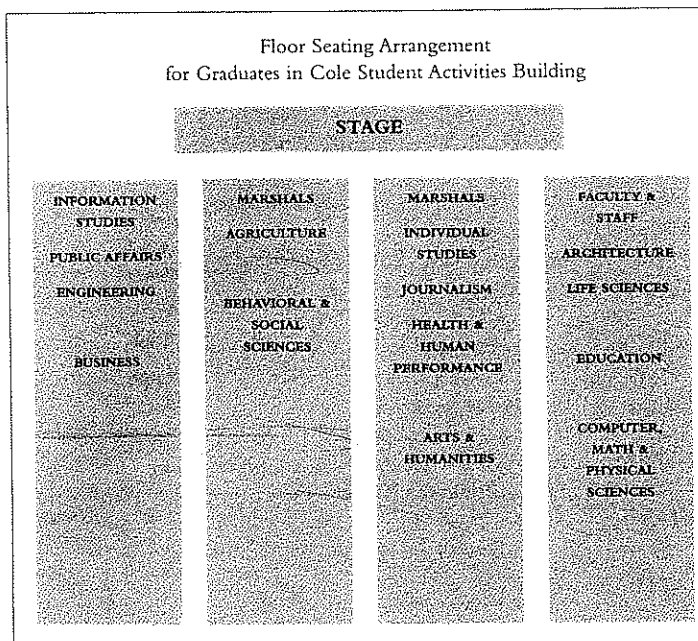 Floor Seating Arrangement
for Graduates in Cole Student Activities Building
STAGE
INFORMATION
STUDIES
PUBLIC AFFAIRS
ENGINEERING
BUSINESS
MARSHALS
AGRICULTURE
BEHAVIORAL &
SOCIAL
SCIENCES
MARSHALS
INDIVIDUAL
STUDIES
JOURNALISM
HEALTH &
HUMAN
PERFORMANCE
ARTS &
HUMANITIES
FACULTY &
STAFF
ARCHITECTURE
LIFE SCIENCES
EDUCATION
COMPUTER,
MATH &
PHYSICAL
SCIENCES